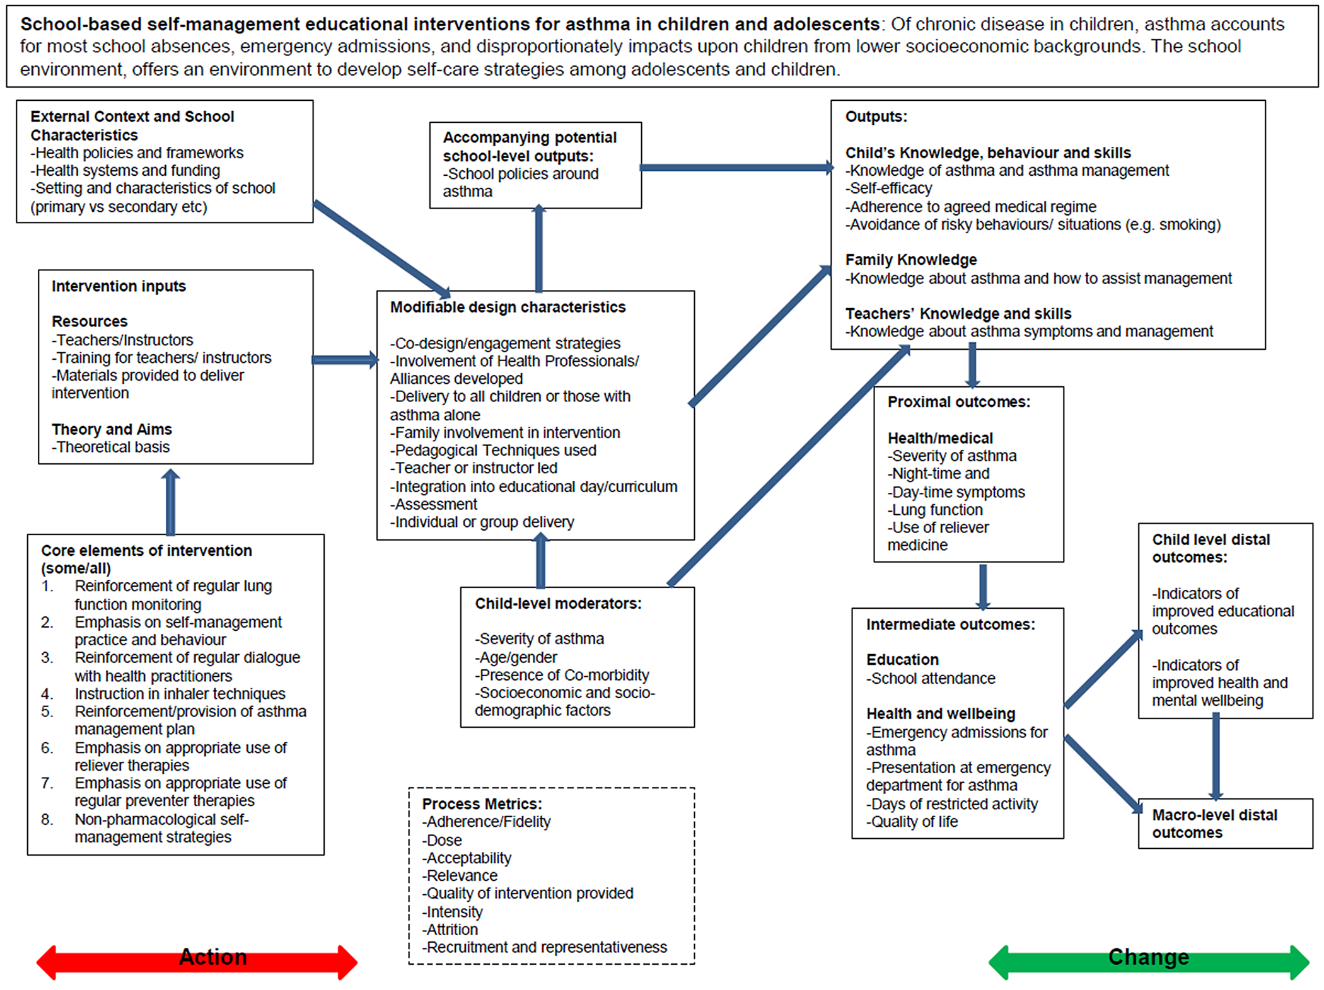 School-based self-management educational interventions for asthma in children and adolescents: Of chronic disease in children, asthma accounts
for most school absences, emergency admissions, and disproportionately impacts upon children from lower socioeconomic backgrounds. The school
environment, offers an environment to develop self-care strategies among adolescents and children.
External Context and School
Characteristics
-Health policies and frameworks
-Health systems and funding
-Setting and characteristics of school
(primary vs secondary etc)
Accompanying potential
school-level outputs:
-School policies around
asthma
Outputs:
Child's Knowledge, behaviour and skills
-Knowledge of asthma and asthma management
-Self-efficacy
-Adherence to agreed medical regime
-Avoidance of risky behaviours/ situations (e.g. smoking)
Family Knowledge
-Knowledge about asthma and how to assist management
Teachers' Knowledge and skills
-Knowledge about asthma symptoms and management
Intervention inputs
Resources
-Teachers/Instructors
-Training for teachers/ instructors
-Materials provided to deliver
intervention
Theory and Aims
-Theoretical basis
Modifiable design characteristics
-Co-design/engagement strategies
-Involvement of Health Professionals/
Alliances developed
-Delivery to all children or those with
asthma alone
-Family involvement in intervention
-Pedagogical Techniques used
-Teacher or instructor led
-Integration into educational day/curriculum
-Assessment
-Individual or group delivery
Proximal outcomes:
Health/medical
-Severity of asthma
-Night-time and
-Day-time symptoms
-Lung function
-Use of reliever
medicine
Core elements of intervention
(some/all)
1. Reinforcement of regular lung
function monitoring
2. Emphasis on self-management
practice and behaviour
3. Reinforcement of regular dialogue
with health practitioners
4. Instruction in inhaler techniques
5. Reinforcement/provision of asthma
management plan
6. Emphasis on appropriate use of
reliever therapies
7. Emphasis on appropriate use of
regular preventer therapies
8. Non-pharmacological self-
management strategies
Child-level moderators:
-Severity of asthma
-Age/gender
-Presence of Co-morbidity
-Socioeconomic and socio-
demographic factors
Intermediate outcomes:
Education
-School attendance
Health and wellbeing
-Emergency admissions for
asthma
-Presentation at emergency
department for asthma
-Days of restricted activity
-Quality of life
Child level distal
outcomes:
-Indicators of
improved educational
outcomes
-Indicators of
improved health and
mental wellbeing
Macro-level distal
outcomes
Process Metrics:
-Adherence/Fidelity
-Dose
-Acceptability
-Relevance
-Quality of intervention provided
-Intensity
-Attrition
-Recruitment and representativeness
Action
Change